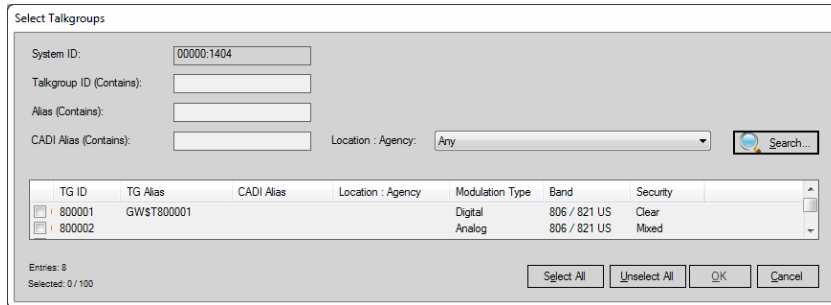 Select Talkgroups
System ID: 00000:1404
Talkgroup ID (Contains):
Alias (Contains):
CADI Alias (Contains): Location : Agency: Any Search...
TG ID TG Alias CADI Alias Location : Agency Modulation Type Band Security
800001 GW$T800001 Digital 806 / 821 US Clear
800002 Analog 806 / 821 US Mixed
Entries: 8
Selected: 0 / 100
Select All Unselect All OK Cancel